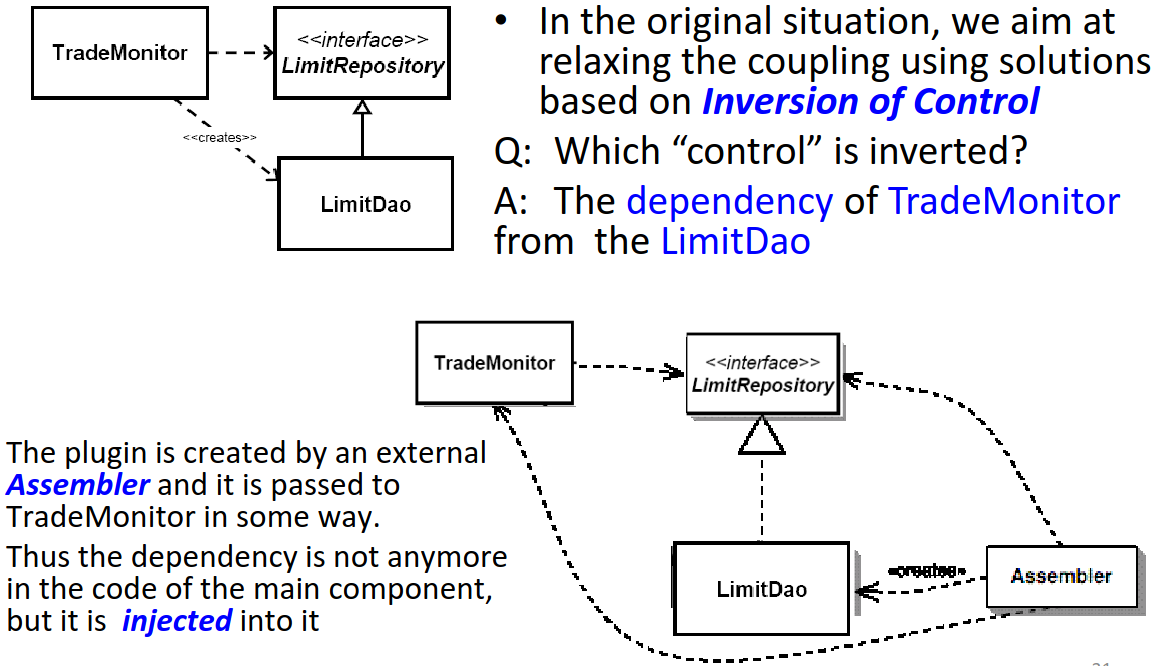 TradeMonitor
<<interface>>
LimitRepository
<<creates>>
LimitDao
• In the original situation, we aim at
relaxing the coupling using solutions
based on Inversion of Control
Q: Which “control” is inverted?
A: The dependency of TradeMonitor
from the LimitDao
TradeMonitor
<<interface>>
LimitRepository
The plugin is created by an external
Assembler and it is passed to
TradeMonitor in some way.
Thus the dependency is not anymore
in the code of the main component,
but it is injected into it
LimitDao
Assembler